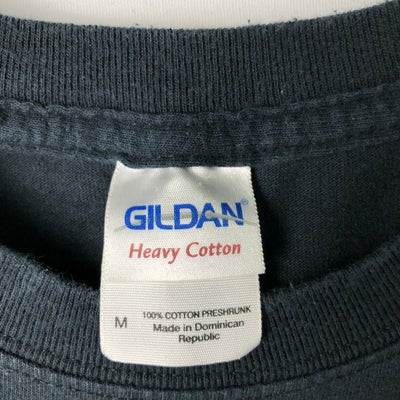 GILDAN®
Heavy Cotton
M
100% COTTON PRESHRUNK
Made in Dominican
Republic